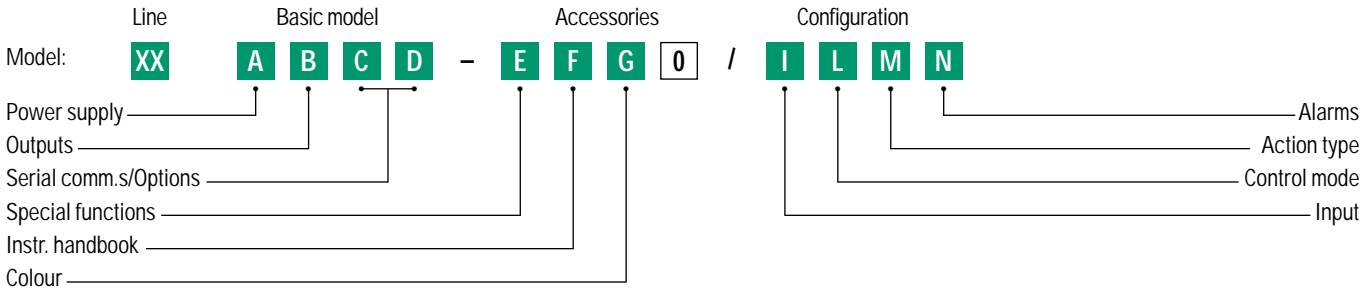 Line Basic model Accessories Configuration
Model: XX A B C D – E F G 0 / I L M N
Power supply Alarms
Outputs Action type
Serial comm.s/Options Control mode
Special functions Input
Instr. handbook
Colour